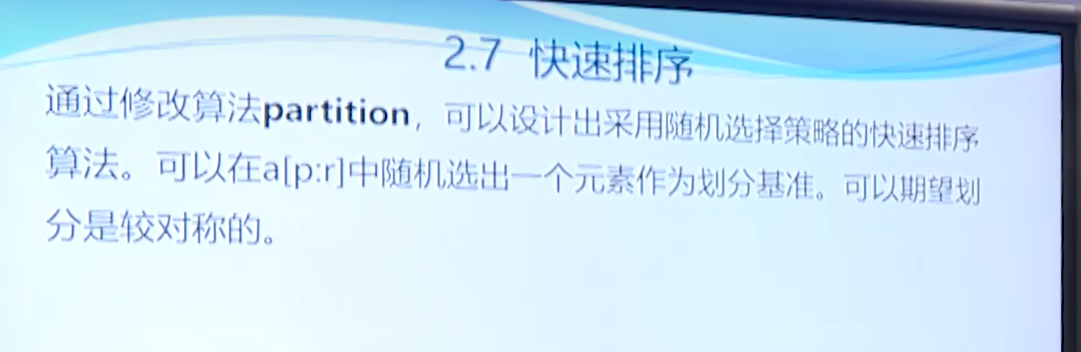 2.7 快速排序
通过修改算法partition，可以设计出采用随机选择策略的快速排序
算法。可以在a[p:r]中随机选出一个元素作为划分基准。可以期望划
分是较对称的。